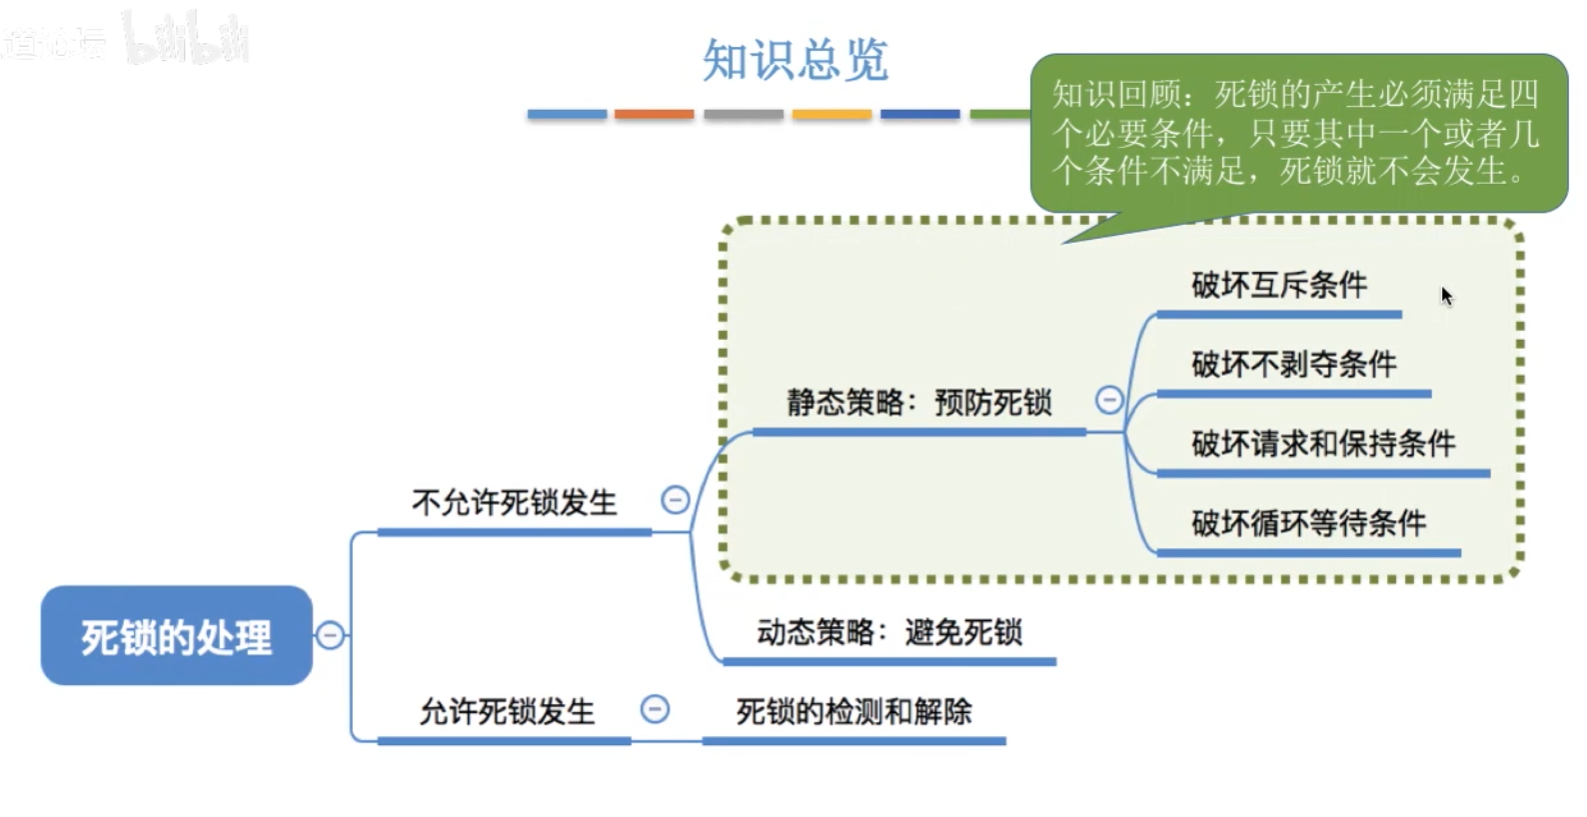 道论坛 bilibili
知识总览
知识回顾：死锁的产生必须满足四
个必要条件，只要其中一个或者几
个条件不满足，死锁就不会发生。
破坏互斥条件
破坏不剥夺条件
静态策略：预防死锁
破坏请求和保持条件
不允许死锁发生
破坏循环等待条件
死锁的处理
动态策略：避免死锁
允许死锁发生
死锁的检测和解除